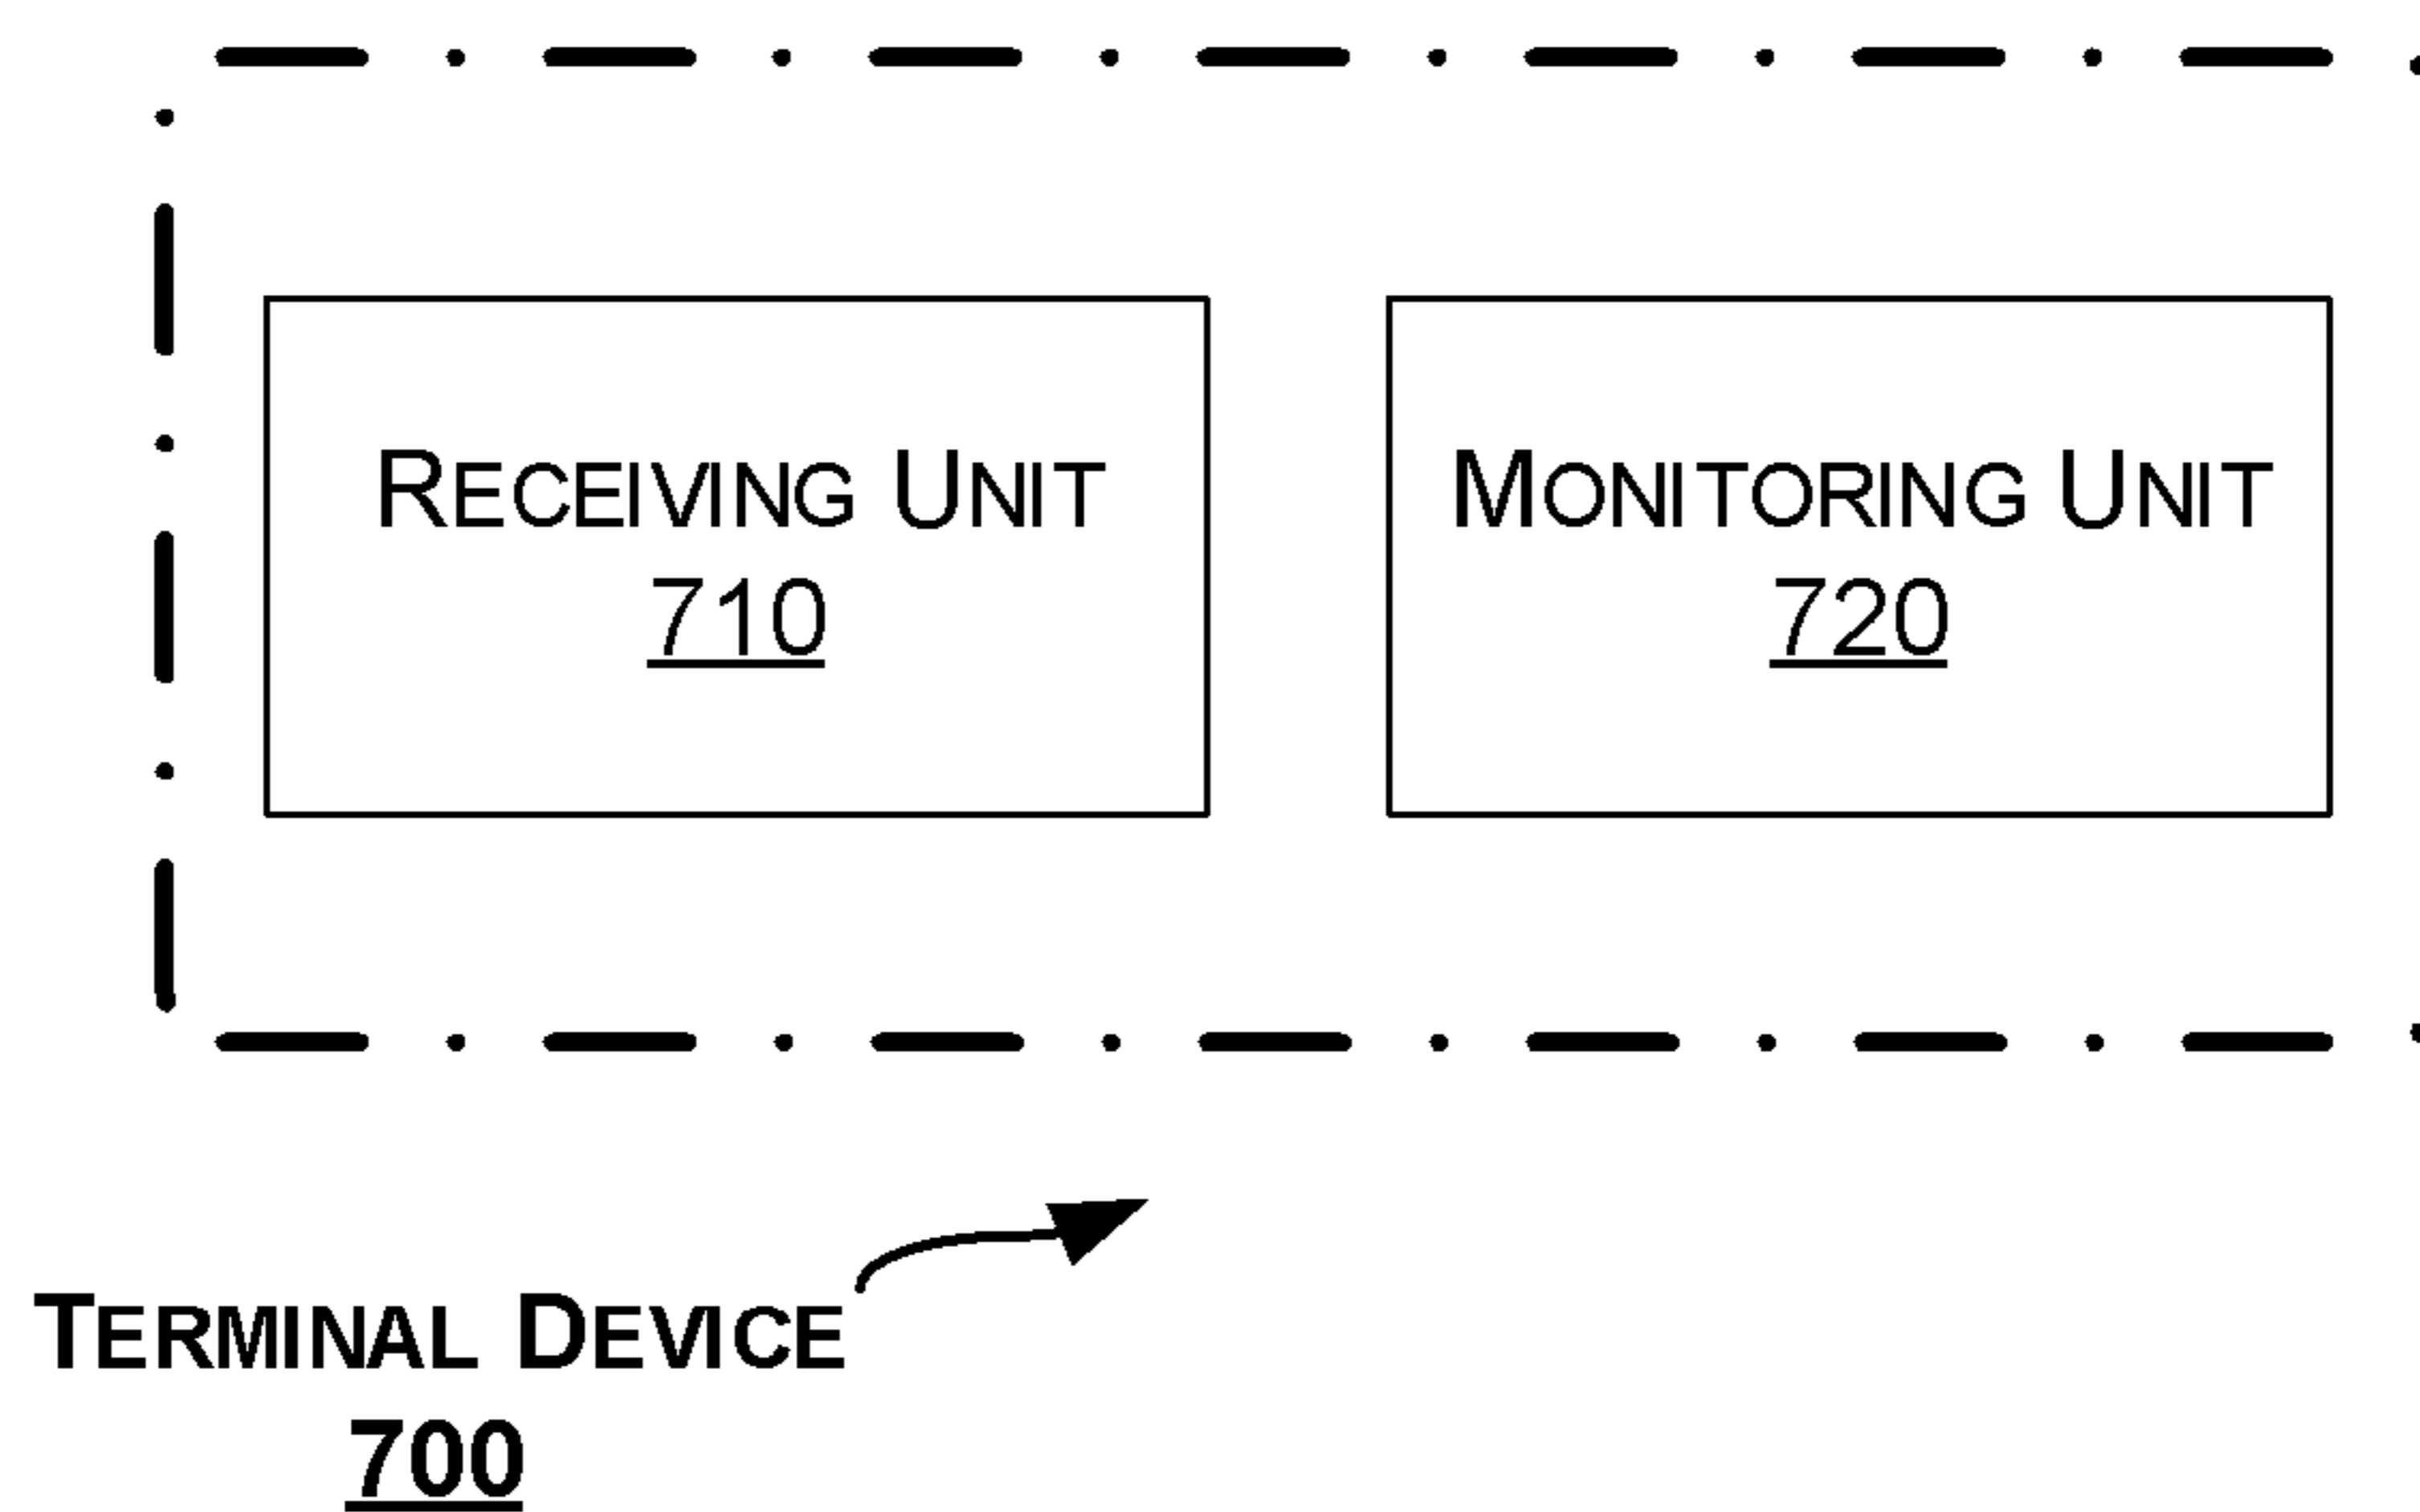 RECEIVING UNIT
710
MONITORING UNIT
720
TERMINAL DEVICE
700